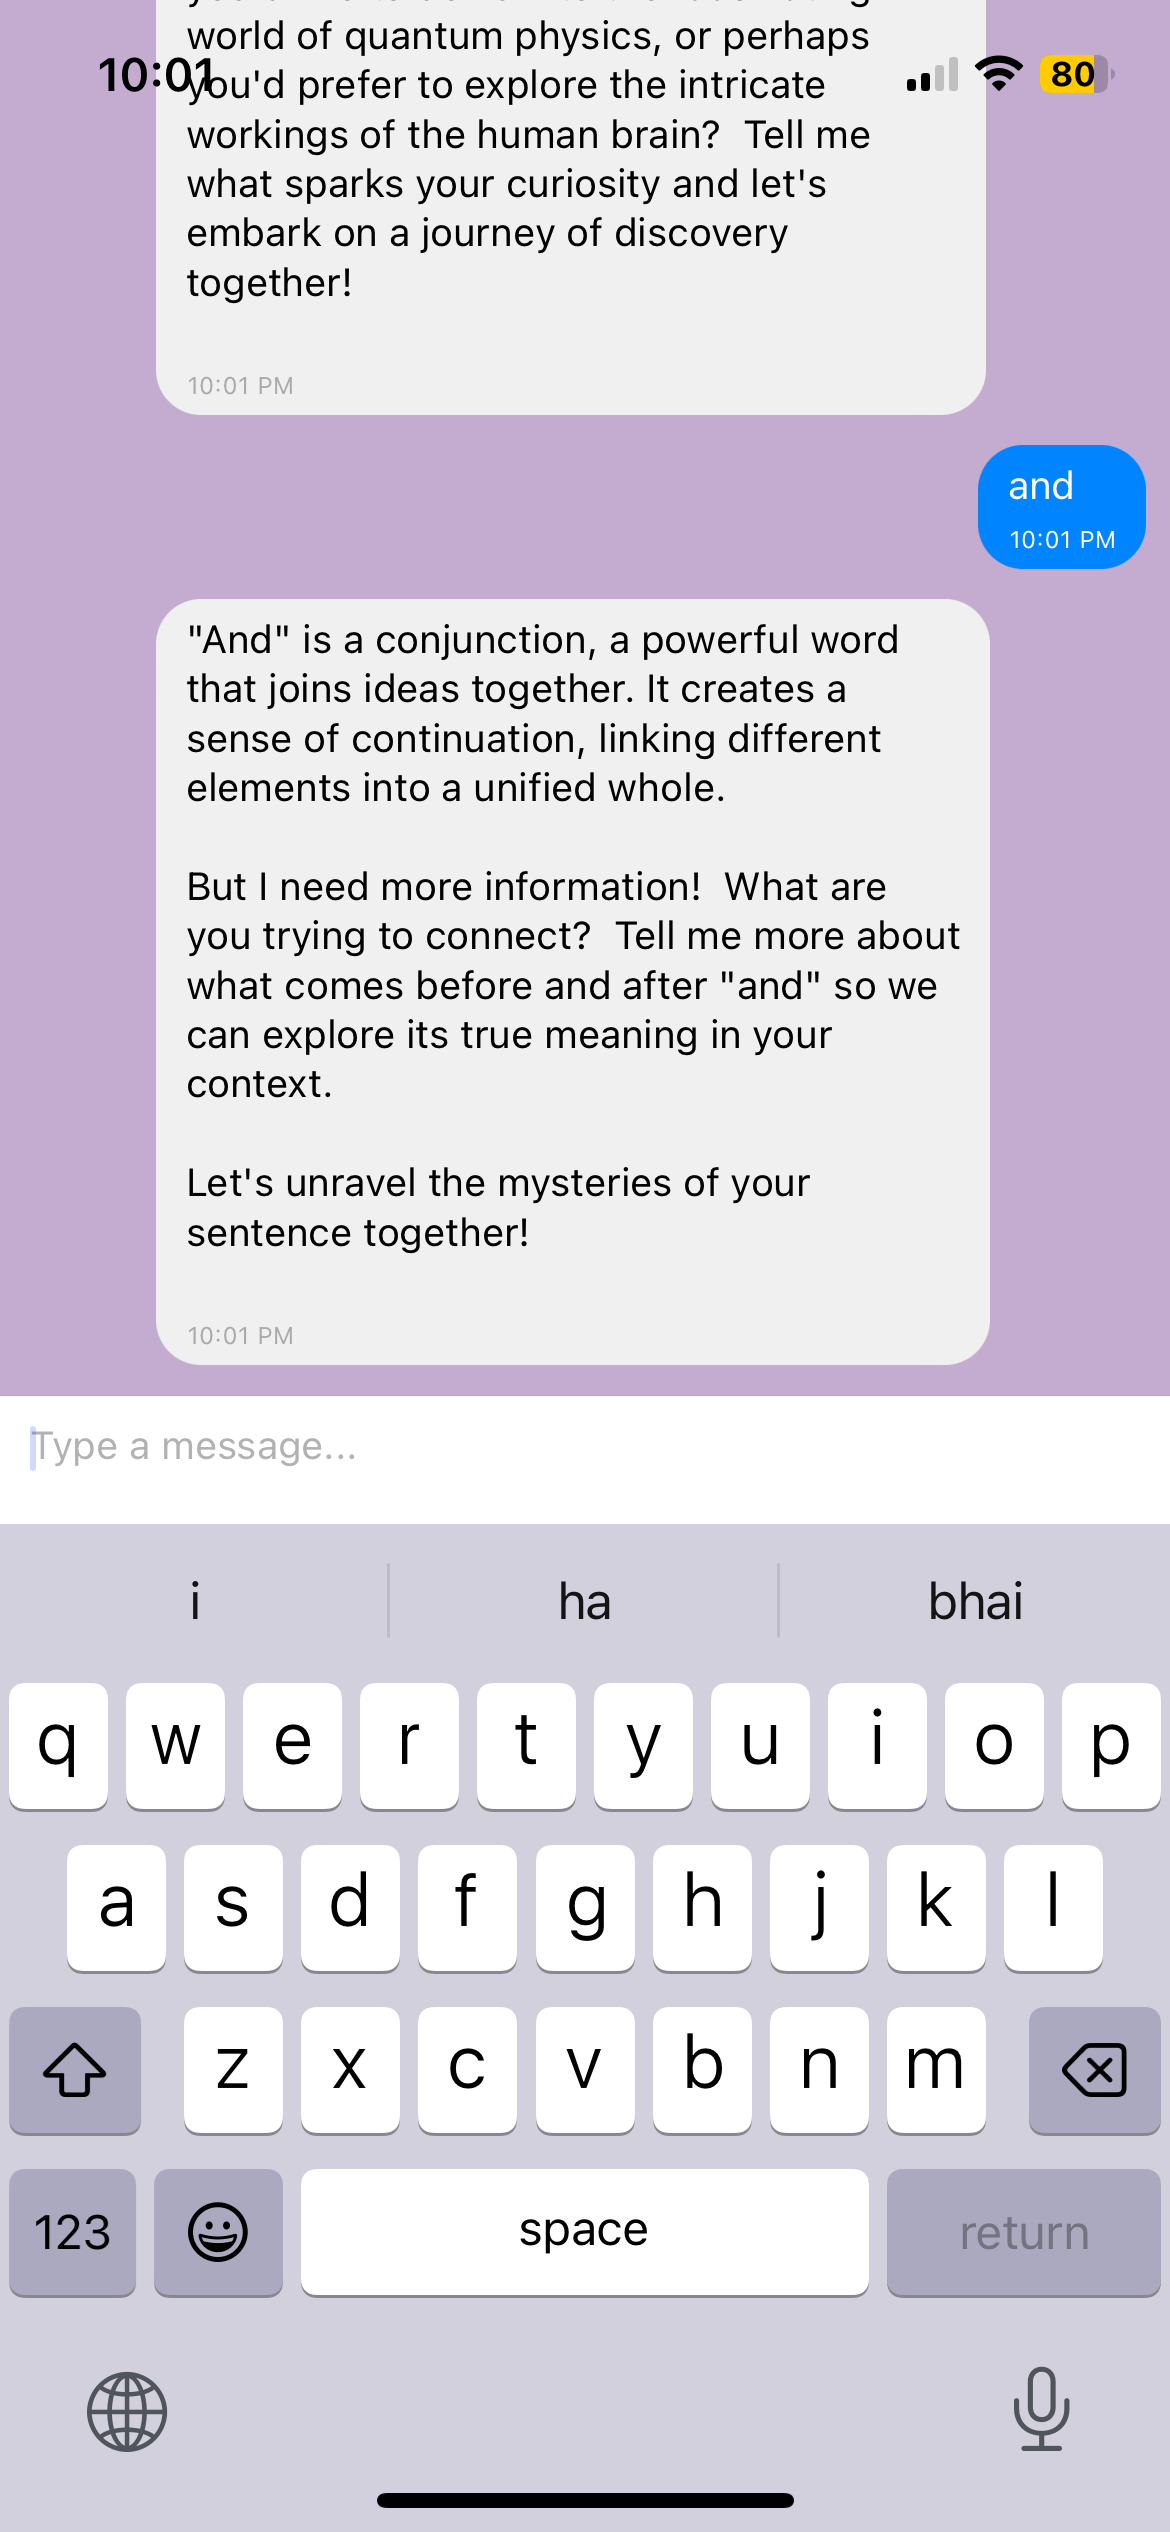 world of quantum physics, or perhaps
10:01
80
you'd prefer to explore the intricate
workings of the human brain?  Tell me
what sparks your curiosity and let's
embark on a journey of discovery
together!
10:01 PM
and
10:01 PM
"And" is a conjunction, a powerful word
that joins ideas together. It creates a
sense of continuation, linking different
elements into a unified whole.
But I need more information!  What are
you trying to connect?  Tell me more about
what comes before and after "and" so we
can explore its true meaning in your
context.
Let's unravel the mysteries of your
sentence together!
10:01 PM
Type a message...
i ha bhai
q w e r t y u i o p
a s d f g h j k l
z x c v b n m
123 space return